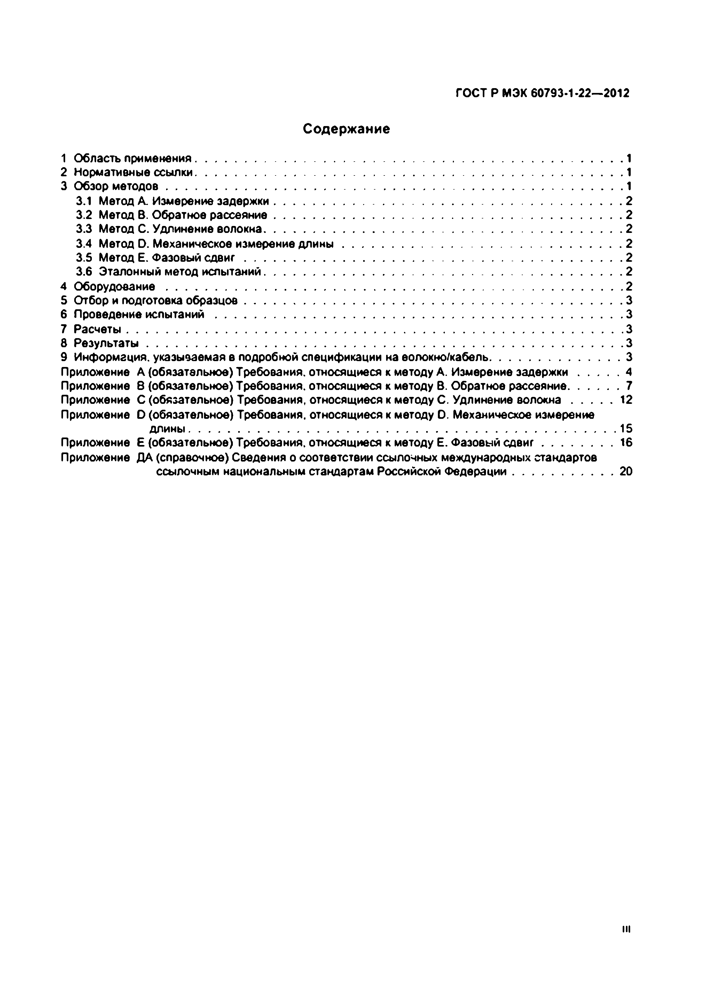 ГОСТ Р МЭК 60793-1-22—2012
Содержание
1 Область применения . . . . . . . . . . 1
2 Нормативные ссылки . . . . . . . . . . 1
3 Обзор методов . . . . . . . . . . 1
3.1 Метод А. Измерение задержки . . . . . . . . . . 2
3.2 Метод В. Обратное рассеяние . . . . . . . . . . 2
3.3 Метод С. Удлинение волокна . . . . . . . . . . 2
3.4 Метод D. Механическое измерение длины . . . . . . . . . . 2
3.5 Метод Е. Фазовый сдвиг . . . . . . . . . . 2
3.6 Эталонный метод испытаний . . . . . . . . . . 2
4 Оборудование . . . . . . . . . . 2
5 Отбор и подготовка образцов . . . . . . . . . . 3
6 Проведение испытаний . . . . . . . . . . 3
7 Расчеты . . . . . . . . . . 3
8 Результаты . . . . . . . . . . 3
9 Информация, указываемая в подробной спецификации на волокно/кабель . . . . . . . . . . 3
Приложение А (обязательное) Требования, относящиеся к методу А. Измерение задержки . . . . . 4
Приложение В (обязательное) Требования, относящиеся к методу В. Обратное рассеяние . . . . . . 7
Приложение С (обязательное) Требования, относящиеся к методу С. Удлинение волокна . . . . . 12
Приложение D (обязательное) Требования, относящиеся к методу D. Механическое измерение
длины . . . . . . . . . . 15
Приложение Е (обязательное) Требования, относящиеся к методу Е. Фазовый сдвиг . . . . . . . . 16
Приложение ДА (справочное) Сведения о соответствии ссылочных международных стандартов
ссылочным национальным стандартам Российской Федерации . . . . . . . . . . 20
III